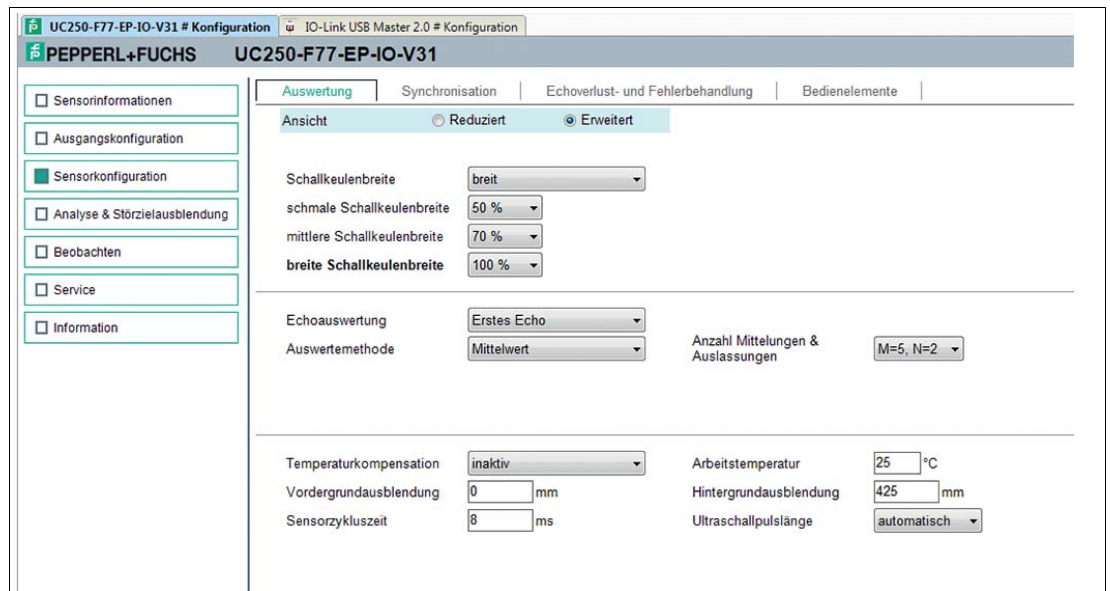 UC250-F77-EP-IO-V31 # Konfiguration IO-Link USB Master 2.0 # Konfiguration
PEPPERL+FUCHS UC250-F77-EP-IO-V31
Sensorinformationen
Ausgangskonfiguration
Sensorkonfiguration
Analyse & Störzielausblendung
Beobachten
Service
Information
Auswertung Synchronisation Echoverlust- und Fehlerbehandlung Bedienelemente
Ansicht Reduziert Erweitert
Schallkeulenbreite breit
schmale Schallkeulenbreite 50 %
mittlere Schallkeulenbreite 70 %
breite Schallkeulenbreite 100 %
Echoauswertung Erstes Echo
Auswertemethode Mittelwert
Anzahl Mittelungen &
Auslassungen
M=5, N=2
Temperaturkompensation inaktiv Arbeitstemperatur 25 °C
Vordergrundausblendung 0 mm Hintergrundausblendung 425 mm
Sensorzykluszeit 8 ms Ultraschallpulslänge automatisch